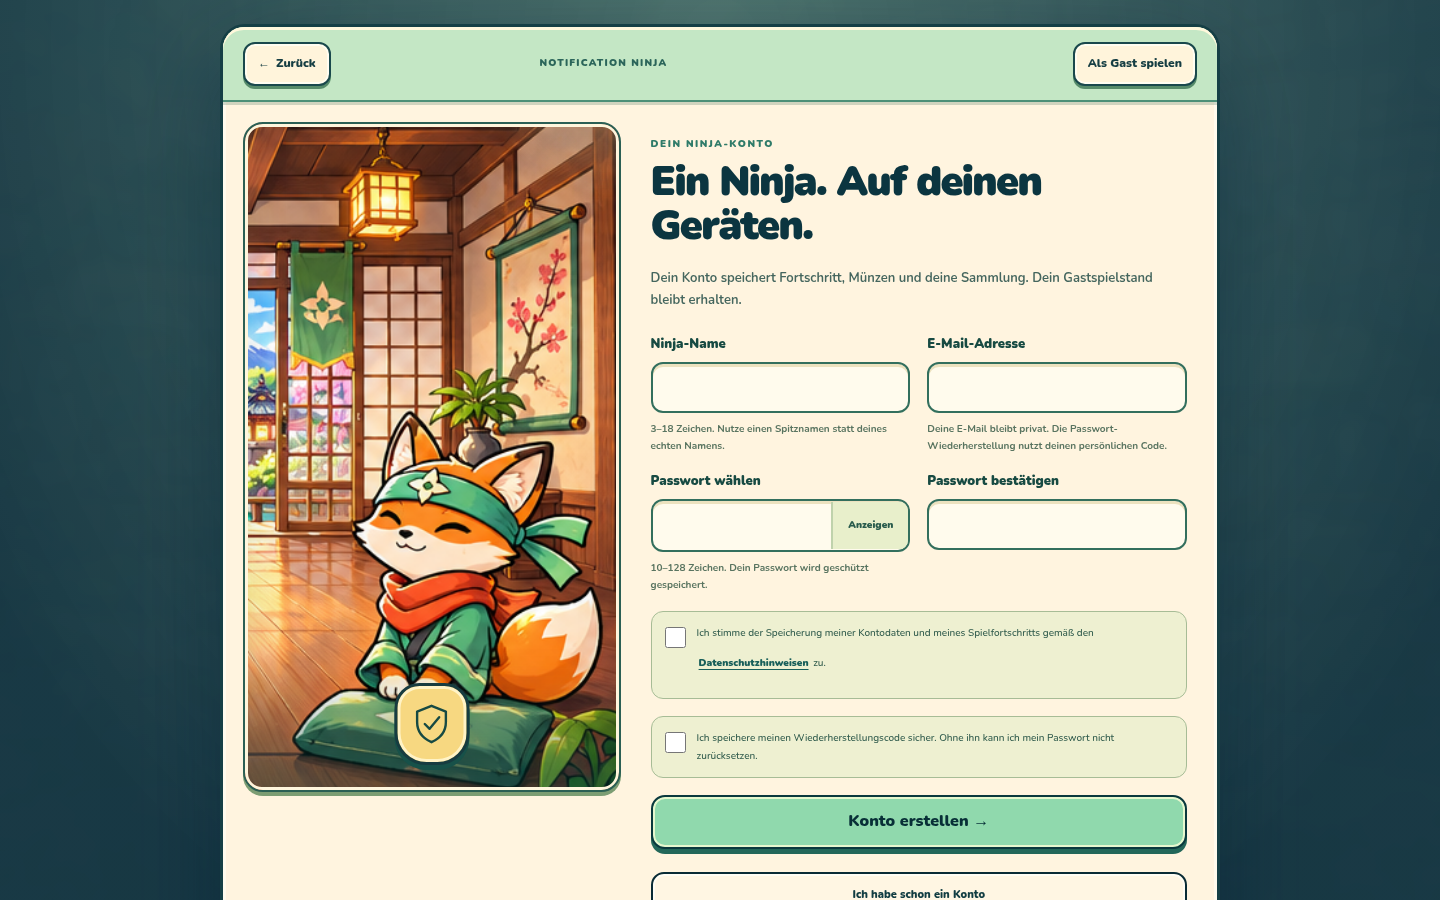 ← Zurück
NOTIFICATION NINJA
Als Gast spielen
DEIN NINJA-KONTO
Ein Ninja. Auf deinen
Geräten.
Dein Konto speichert Fortschritt, Münzen und deine Sammlung. Dein Gastspielstand
bleibt erhalten.
Ninja-Name
E-Mail-Adresse
3–18 Zeichen. Nutze einen Spitznamen statt deines
echten Namens.
Deine E-Mail bleibt privat. Die Passwort-
Wiederherstellung nutzt deinen persönlichen Code.
Passwort wählen
Passwort bestätigen
Anzeigen
10–128 Zeichen. Dein Passwort wird geschützt
gespeichert.
Ich stimme der Speicherung meiner Kontodaten und meines Spielfortschritts gemäß den
Datenschutzhinweisen zu.
Ich speichere meinen Wiederherstellungscode sicher. Ohne ihn kann ich mein Passwort nicht
zurücksetzen.
Konto erstellen →
Ich habe schon ein Konto